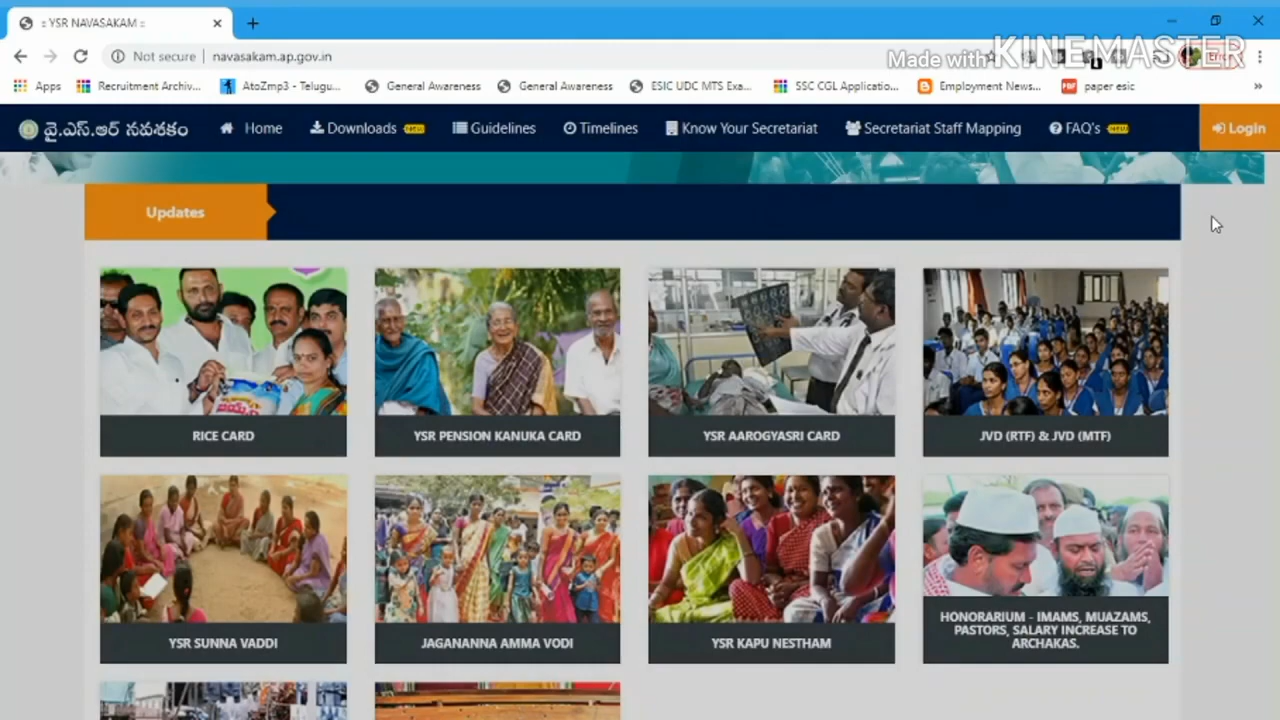 :: YSR NAVASAKAM ::
Not secure
navasakam.ap.gov.in
Made with KINEMASTER
Apps
Recruitment Archiv...
AtoZmp3 - Telugu...
General Awareness
General Awareness
ESIC UDC MTS Exa...
SSC CGL Applicatio...
Employment News...
PDF
paper esic
»
వై.ఎస్.ఆర్ నవశకం
Home
Downloads NEW
Guidelines
Timelines
Know Your Secretariat
Secretariat Staff Mapping
FAQ's NEW
Login
Updates
RICE CARD
YSR PENSION KANUKA CARD
YSR AAROGYASRI CARD
JVD (RTF) & JVD (MTF)
YSR SUNNA VADDI
JAGANANNA AMMA VODI
YSR KAPU NESTHAM
HONORARIUM - IMAMS, MUAZAMS,
PASTORS, SALARY INCREASE TO
ARCHAKAS.